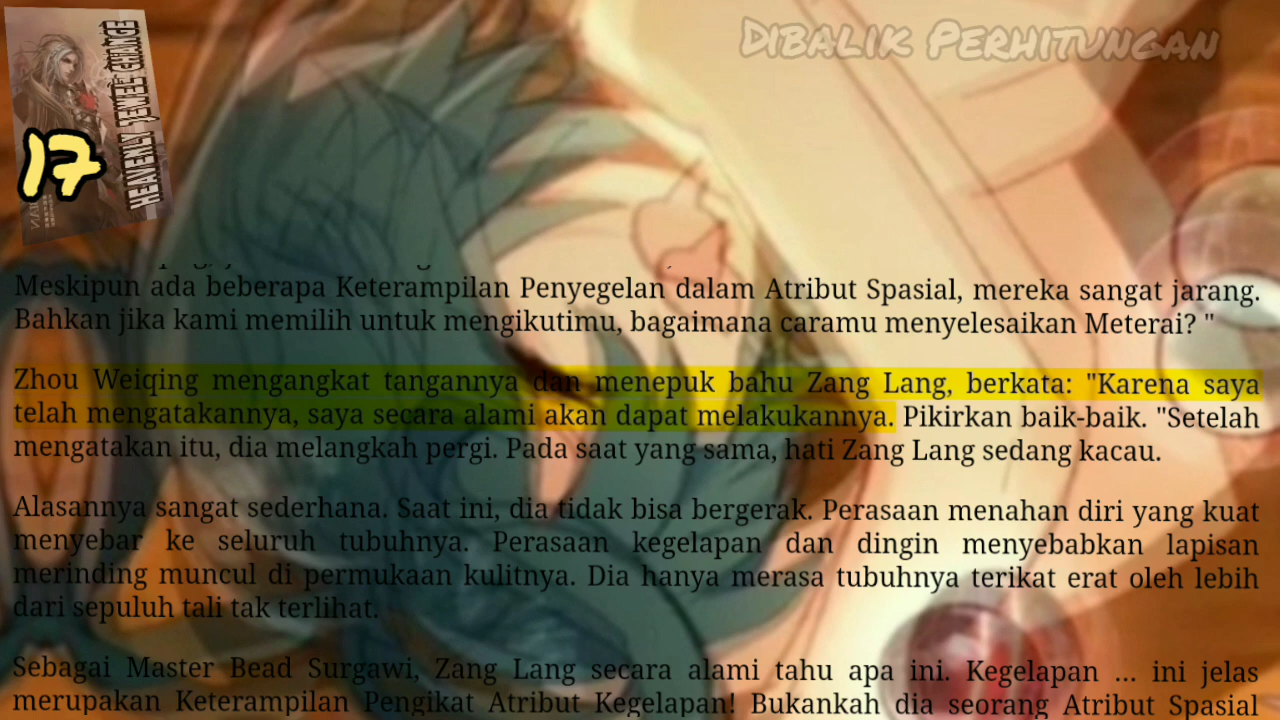 Dibalik Perhitungan
HEAVENLY JEWEL CHANGE
17
Meskipun ada beberapa Keterampilan Penyegelan dalam Atribut Spasial, mereka sangat jarang.
Bahkan jika kami memilih untuk mengikutimu, bagaimana caramu menyelesaikan Meterai? "
Zhou Weiqing mengangkat tangannya dan menepuk bahu Zang Lang, berkata: "Karena saya
telah mengatakannya, saya secara alami akan dapat melakukannya. Pikirkan baik-baik. "Setelah
mengatakan itu, dia melangkah pergi. Pada saat yang sama, hati Zang Lang sedang kacau.
Alasannya sangat sederhana. Saat ini, dia tidak bisa bergerak. Perasaan menahan diri yang kuat
menyebar ke seluruh tubuhnya. Perasaan kegelapan dan dingin menyebabkan lapisan
merinding muncul di permukaan kulitnya. Dia hanya merasa tubuhnya terikat erat oleh lebih
dari sepuluh tali tak terlihat.
Sebagai Master Bead Surgawi, Zang Lang secara alami tahu apa ini. Kegelapan ... ini jelas
merupakan Keterampilan Pengikat Atribut Kegelapan! Bukankah dia seorang Atribut Spasial